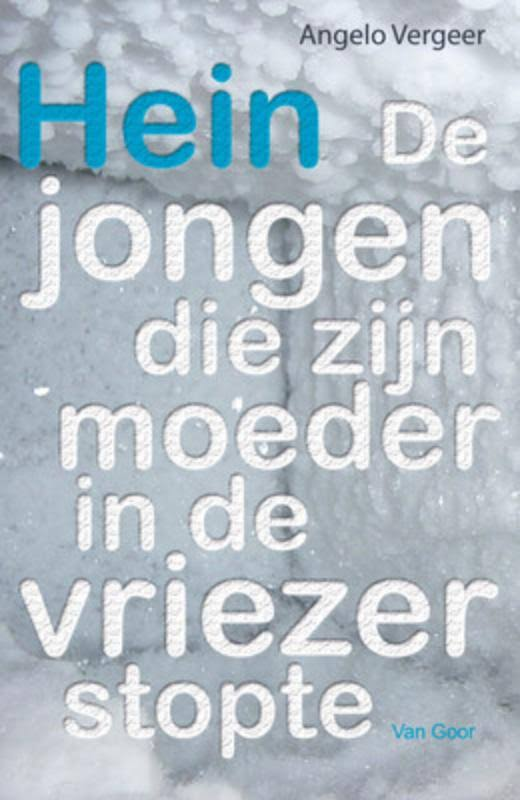 Angelo Vergeer
Hein De
jongen
die zijn
moeder
in de
vriezer
stopte
Van Goor